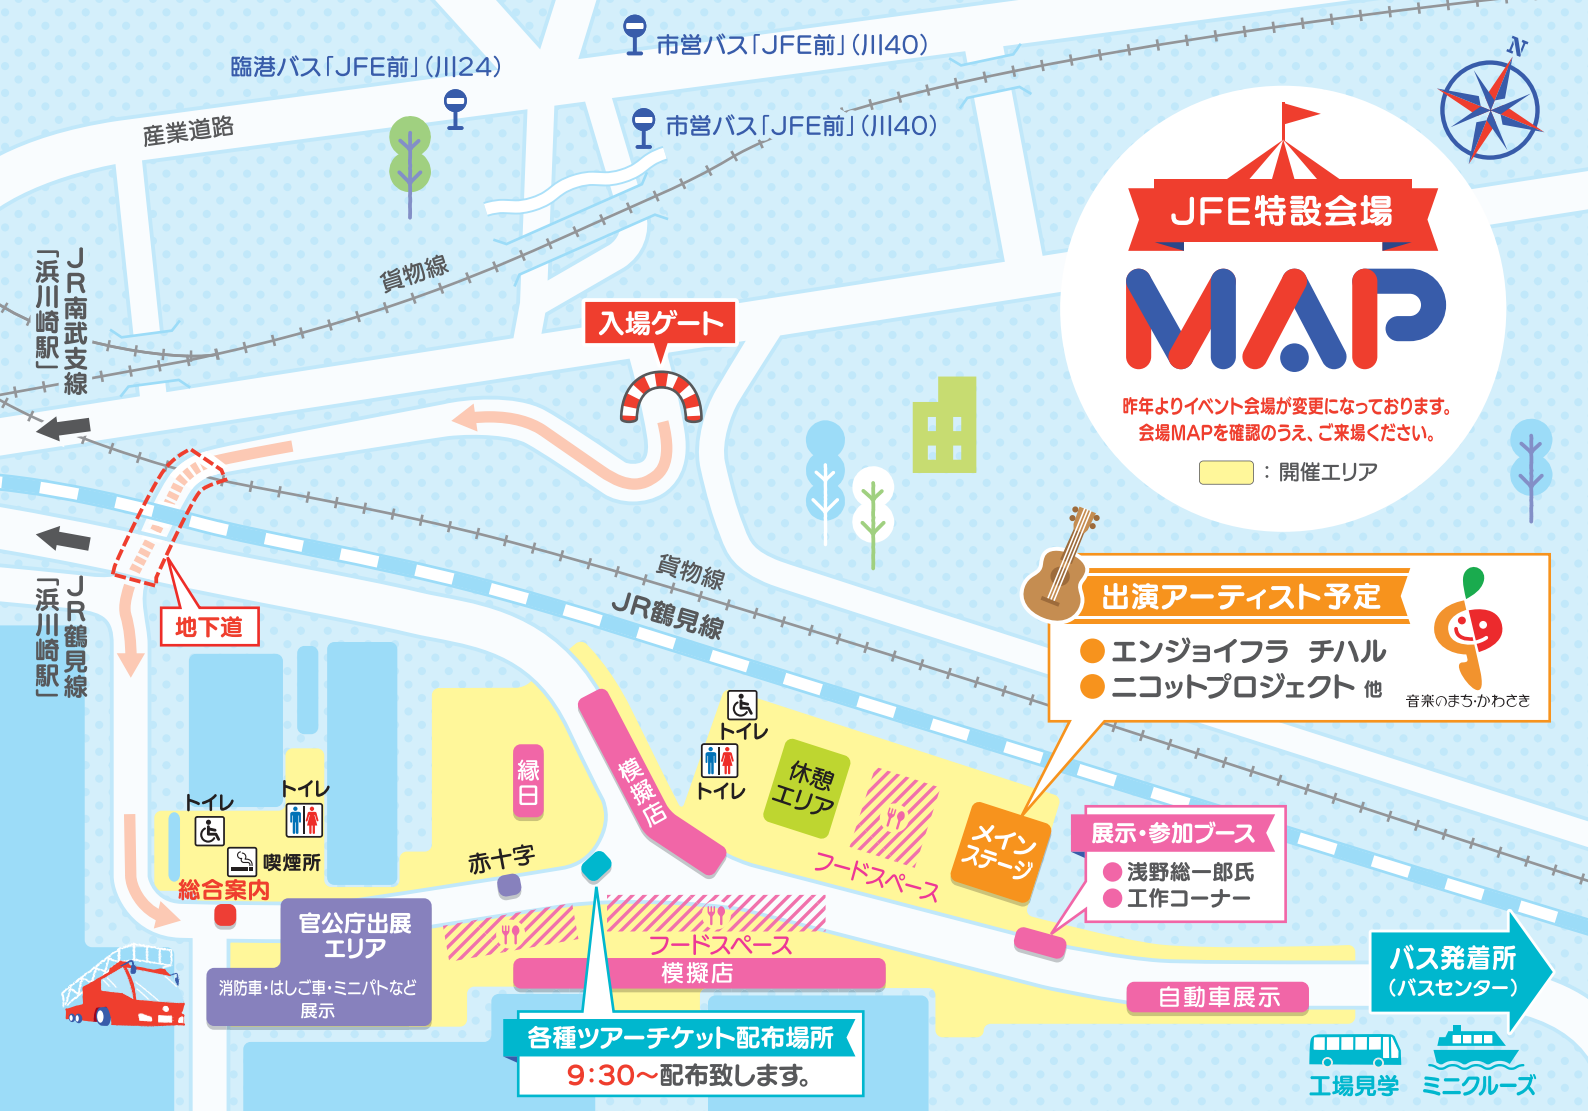 臨港バス「JFE前」（川24）
市営バス「JFE前」（川40）
市営バス「JFE前」（川40）
産業道路
貨物線
N
JFE特設会場
MAP
昨年よりイベント会場が変更になっております。
会場MAPを確認のうえ、ご来場ください。
：開催エリア
JR南武支線
「浜川崎駅」
入場ゲート
JR鶴見線
「浜川崎駅」
地下道
貨物線
JR鶴見線
出演アーティスト予定
エンジョイフラ チハル
ニコットプロジェクト 他
音楽のまち・かわさき
トイレ
トイレ
喫煙所
総合案内
縁日
赤十字
模擬店
トイレ
トイレ
休憩
エリア
フードスペース
メイン
ステージ
展示・参加ブース
浅野総一郎氏
工作コーナー
官公庁出展
エリア
消防車・はしご車・ミニパトなど
展示
フードスペース
模擬店
自動車展示
バス発着所
（バスセンター）
各種ツアーチケット配布場所
9：30～配布致します。
工場見学
ミニクルーズ